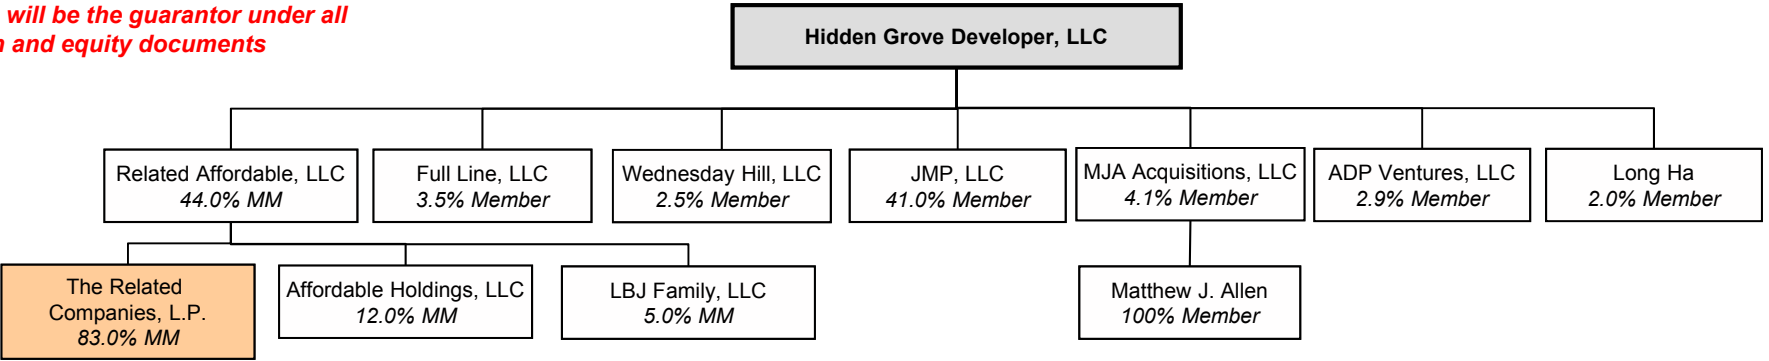 will be the guarantor under all
and equity documents
Hidden Grove Developer, LLC
Related Affordable, LLC
44.0% MM
Full Line, LLC
3.5% Member
Wednesday Hill, LLC
2.5% Member
JMP, LLC
41.0% Member
MJA Acquisitions, LLC
4.1% Member
ADP Ventures, LLC
2.9% Member
Long Ha
2.0% Member
The Related
Companies, L.P.
83.0% MM
Affordable Holdings, LLC
12.0% MM
LBJ Family, LLC
5.0% MM
Matthew J. Allen
100% Member